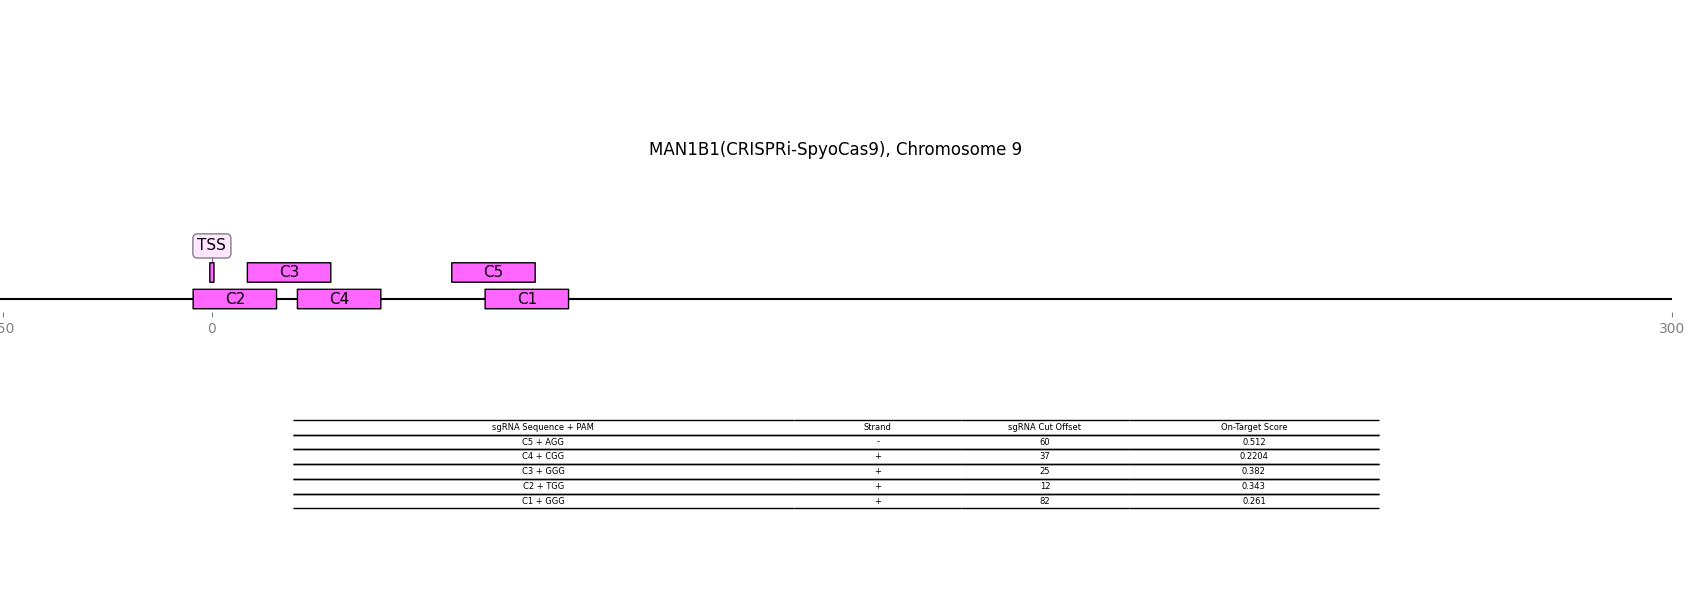 MAN1B1(CRISPRi-SpyoCas9), Chromosome 9
TSS
C3 C5
C2 C4 C1
50 0 300
sgRNA Sequence + PAM Strand sgRNA Cut Offset On-Target Score
C5 + AGG - 60 0.512
C4 + CGG + 37 0.2204
C3 + GGG + 25 0.382
C2 + TGG + 12 0.343
C1 + GGG + 82 0.261